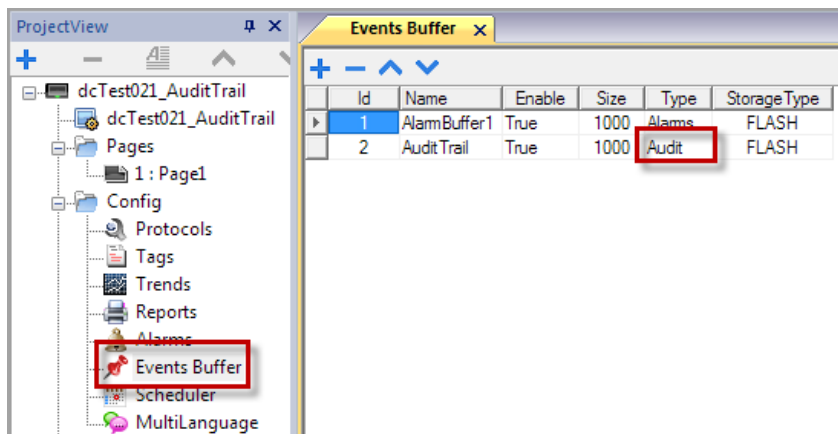 ProjectView
dcTest021_AuditTrail
dcTest021_AuditTrail
Pages
1 : Page1
Config
Protocols
Tags
Trends
Reports
Alarms
Events Buffer
Scheduler
MultiLanguage
Events Buffer
Id Name Enable Size Type StorageType
1 AlarmBuffer1 True 1000 Alarms FLASH
2 AuditTrail True 1000 Audit FLASH